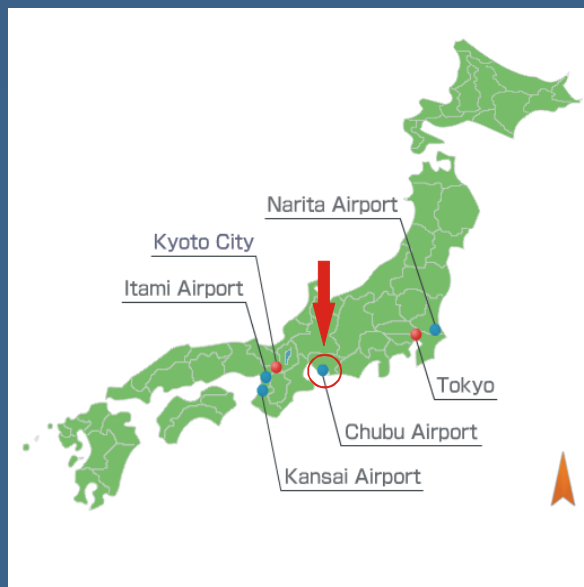 Narita Airport
Kyoto City
Itami Airport
Tokyo
Chubu Airport
Kansai Airport